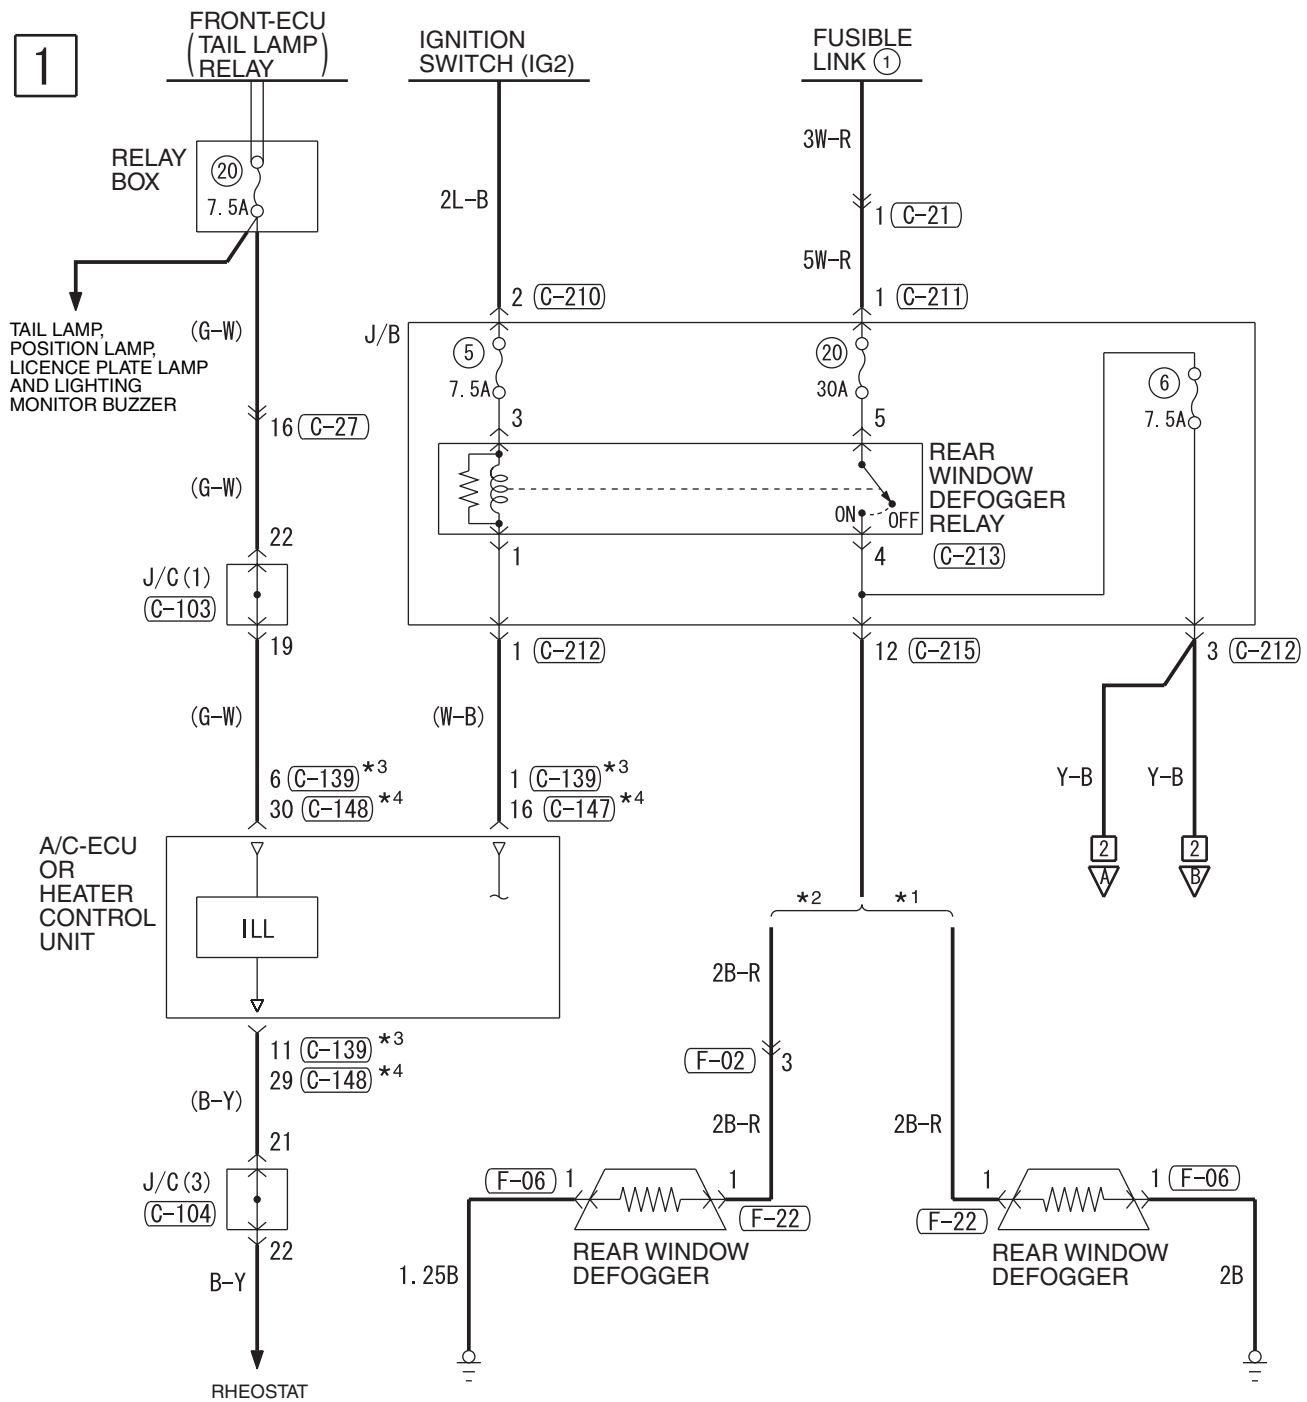 1
FRONT-ECU
(TAIL LAMP
RELAY)
IGNITION
SWITCH (IG2)
FUSIBLE
LINK ①
RELAY
BOX
20
7.5A
3W-R
2L-B
1 C-21
5W-R
TAIL LAMP,
POSITION LAMP,
LICENCE PLATE LAMP
AND LIGHTING
MONITOR BUZZER
(G-W)
2 C-210
1 C-211
J/B
5
7.5A
20
30A
6
7.5A
16 C-27
3
5
REAR
WINDOW
DEFOGGER
RELAY
C-213
ON
OFF
(G-W)
22
1
4
J/C(1)
C-103
19
1 C-212
12 C-215
3 C-212
(G-W)
(W-B)
Y-B
Y-B
6 C-139 *3
30 C-148 *4
1 C-139 *3
16 C-147 *4
2
A
2
B
A/C-ECU
OR
HEATER
CONTROL
UNIT
ILL
*2
*1
2B-R
11 C-139 *3
29 C-148 *4
F-02 3
(B-Y)
2B-R
2B-R
21
J/C(3)
C-104
22
F-06 1
1
F-22
1
F-22
1 F-06
REAR WINDOW
DEFOGGER
REAR WINDOW
DEFOGGER
B-Y
1.25B
2B
RHEOSTAT